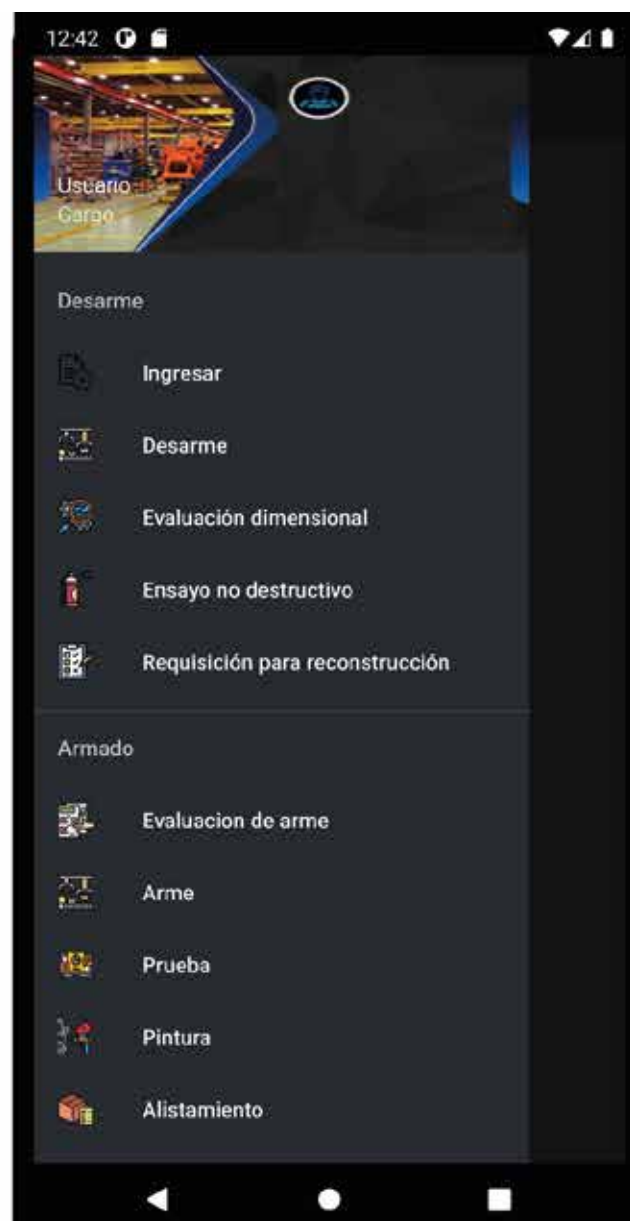 12:42
Usuario
Cargo
Desarme
Ingresar
Desarme
Evaluación dimensional
Ensayo no destructivo
Requisición para reconstrucción
Armado
Evaluacion de arme
Arme
Prueba
Pintura
Alistamiento